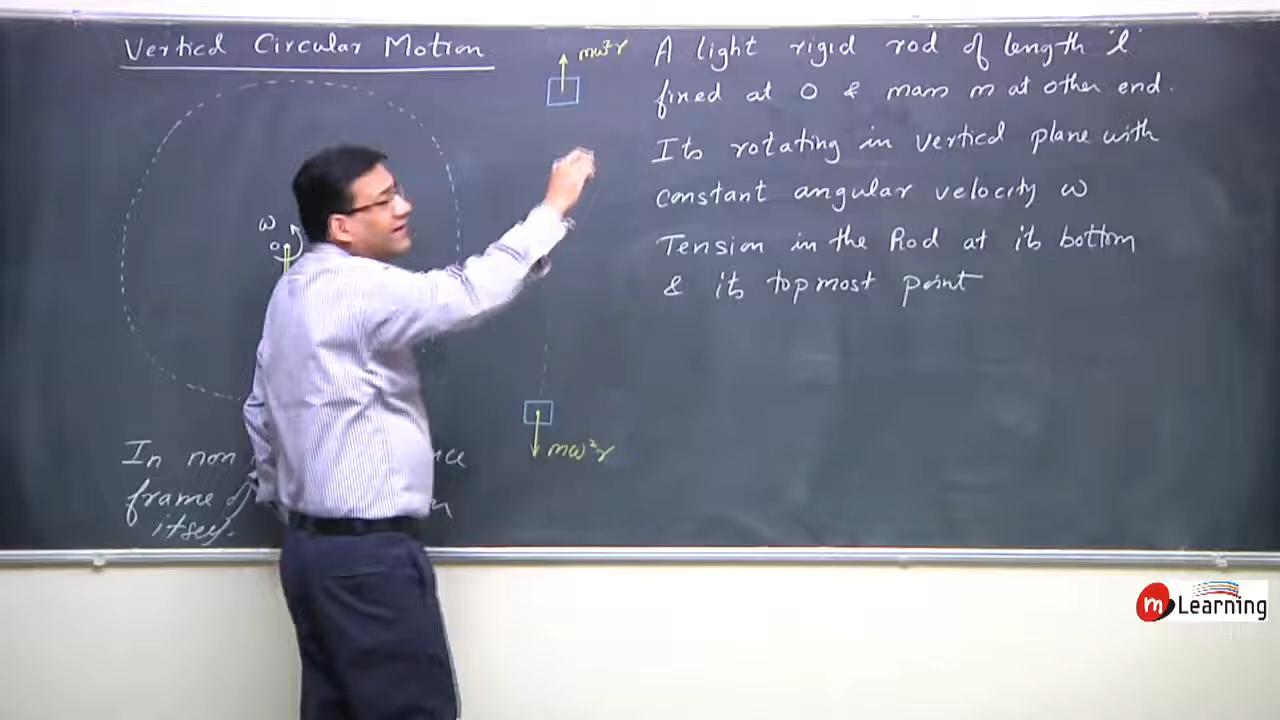 Vertical Circular Motion
mω²r
A light rigid rod of length 'l'
fixed at O & mass m at other end.
Its rotating in vertical plane with
constant angular velocity ω
Tension in the Rod at its bottom
& its topmost point
ω
O
mω²r
In non
frame of
itself.
m Learning